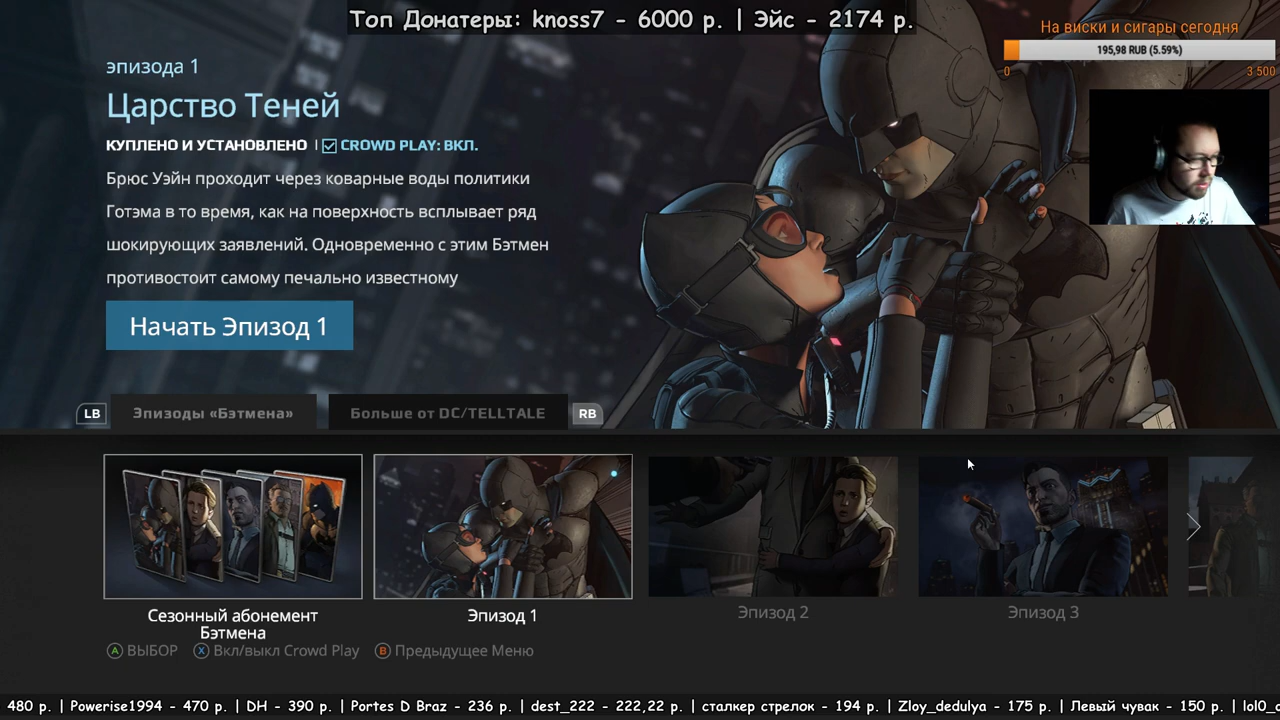 Топ Донатеры: knoss7 - 6000 р. | Эйс - 2174 р.
На виски и сигары сегодня
195,98 RUB (5.59%)
0 3 500
эпизода 1
Царство Теней
КУПЛЕНО И УСТАНОВЛЕНО | CROWD PLAY: ВКЛ.
Брюс Уэйн проходит через коварные воды политики
Готэма в то время, как на поверхность всплывает ряд
шокирующих заявлений. Одновременно с этим Бэтмен
противостоит самому печально известному
Начать Эпизод 1
LB Эпизоды «Бэтмена» Больше от DC/TELLTALE RB
Сезонный абонемент
Бэтмена
Эпизод 1
Эпизод 2
Эпизод 3
A ВЫБОР X Вкл/выкл Crowd Play B Предыдущее Меню
480 р. | Powerise1994 - 470 р. | DH - 390 р. | Portes D Braz - 236 р. | dest_222 - 222,22 р. | сталкер стрелок - 194 р. | Zloy_dedulya - 175 р. | Левый чувак - 150 р. |